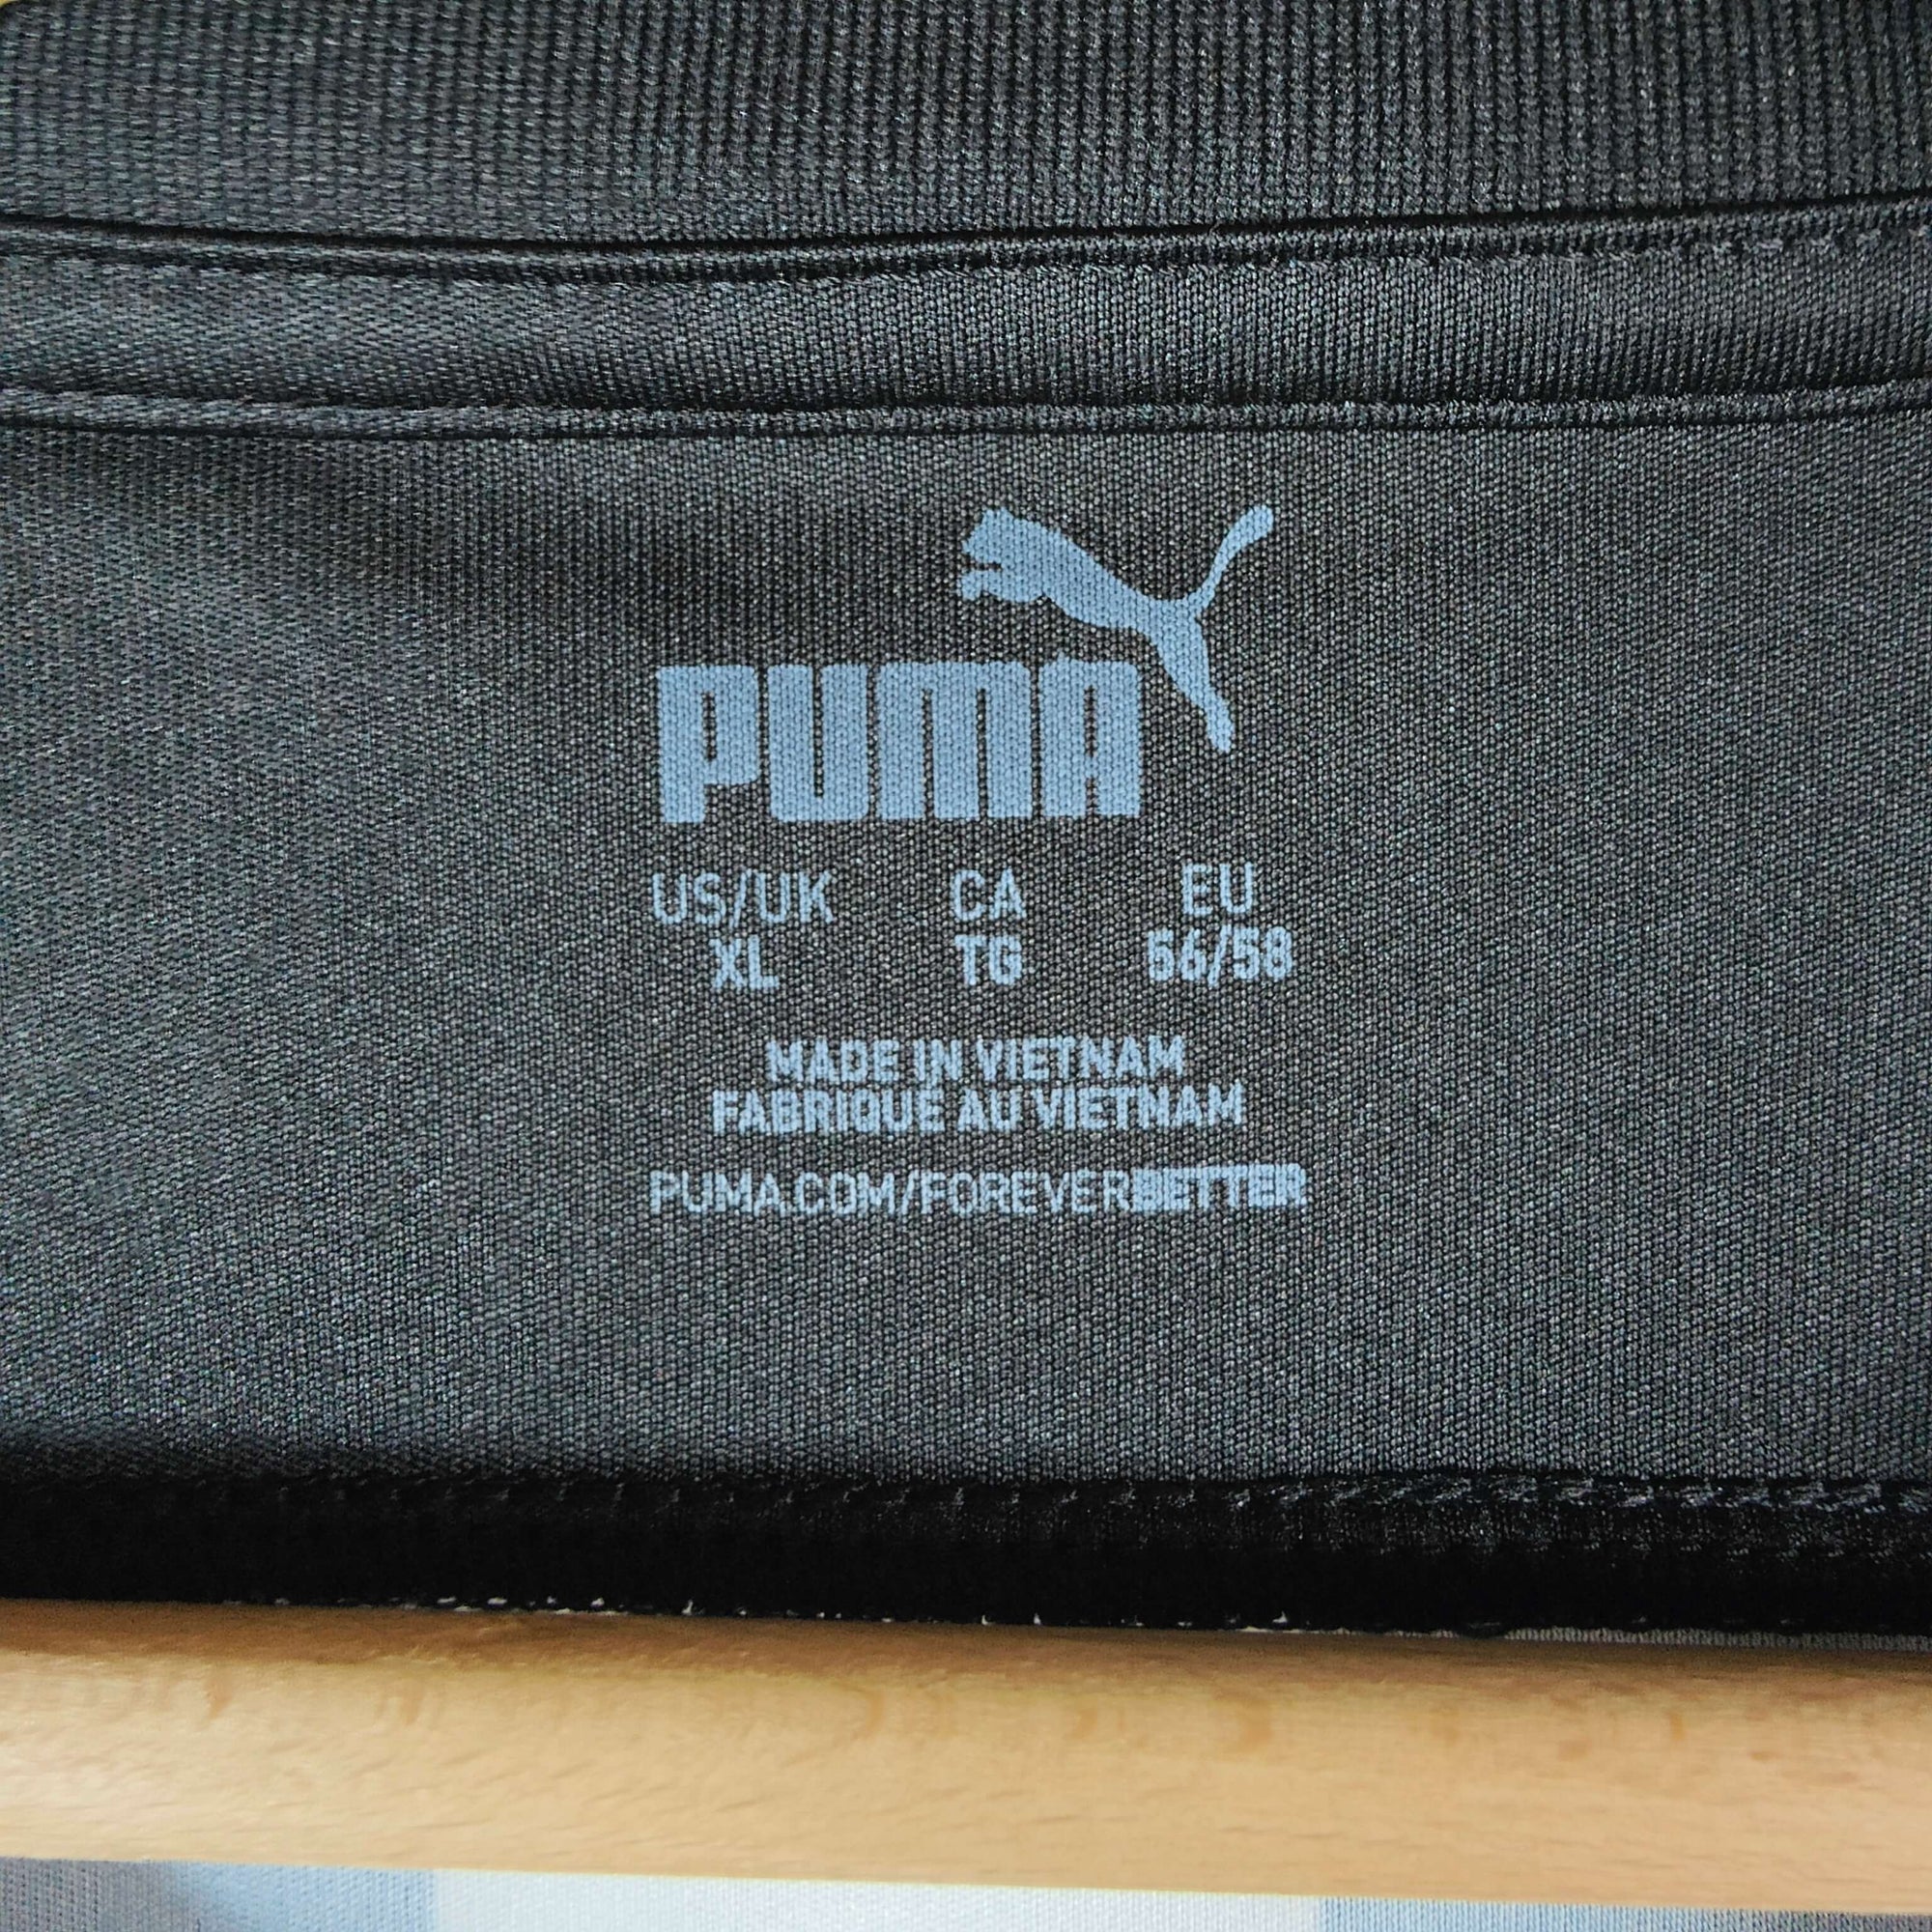 PUMA
US/UK CA EU
XL TG 56/58
MADE IN VIETNAM
FABRIQUÉ AU VIETNAM
PUMA.COM/FOREVERBETTER